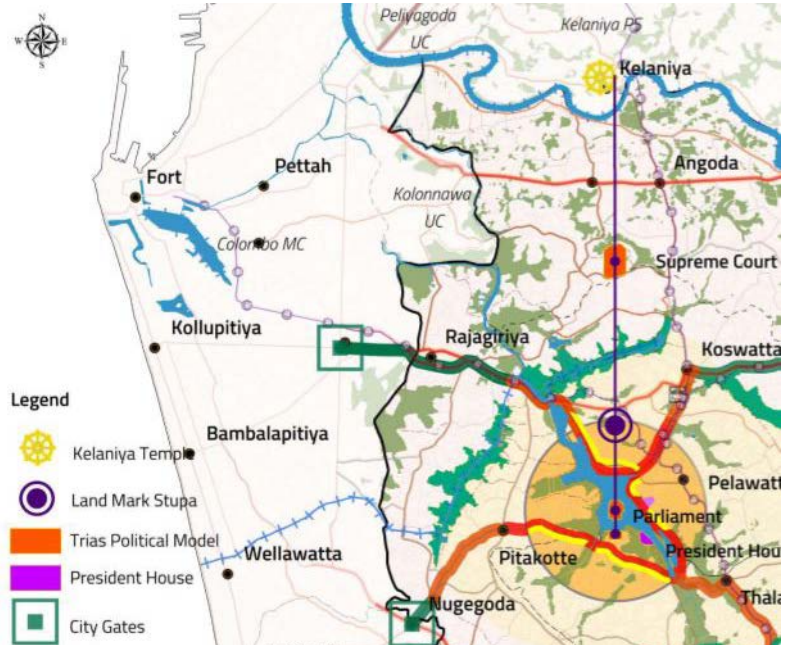 N
W
E
S
Peliyagoda
UC
Kelaniya PS
Kelaniya
Fort
Pettah
Angoda
Kolonnawa
UC
Colombo MC
Supreme Court
Kollupitiya
Rajagiriya
Koswatta
Legend
Kelaniya Temple
Bambalapitiya
Land Mark Stupa
Pelawatt
Trias Political Model
Parliament
Pitakotte
President Hou
Wellawatta
President House
Nugegoda
Thala
City Gates